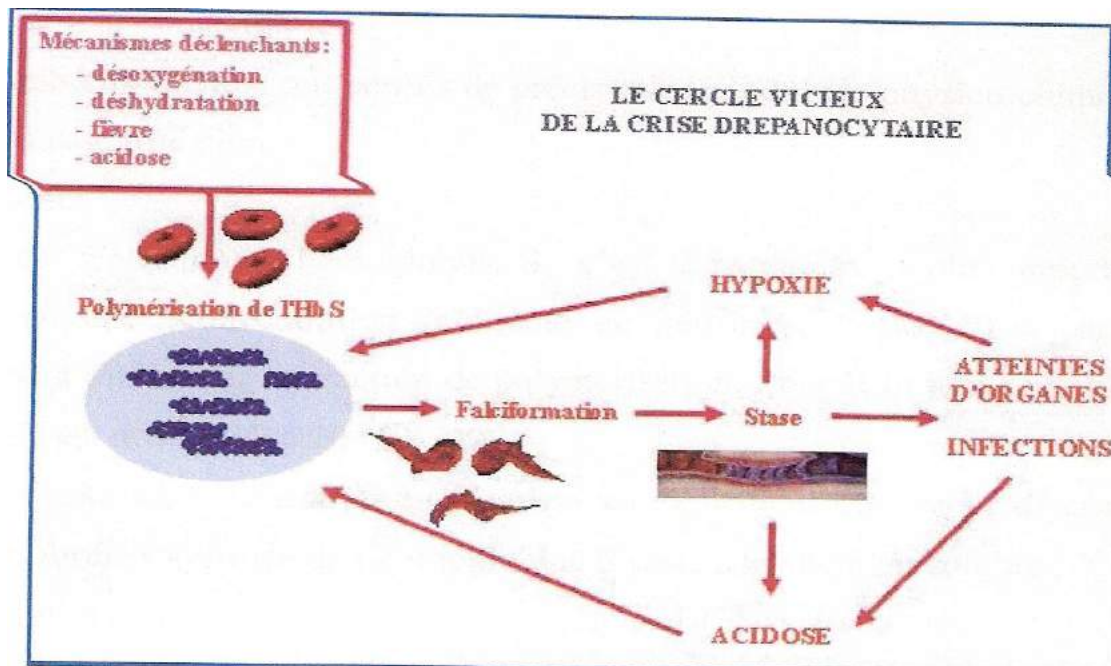 Mécanismes déclenchants:
- désoxygénation
- déshydratation
- fièvre
- acidose
LE CERCLE VICIEUX
DE LA CRISE DREPANOCYTAIRE
Polymérisation de l'Hb S
HYPOXIE
ATTEINTES
D'ORGANES
Falciformation
Stase
INFECTIONS
ACIDOSE